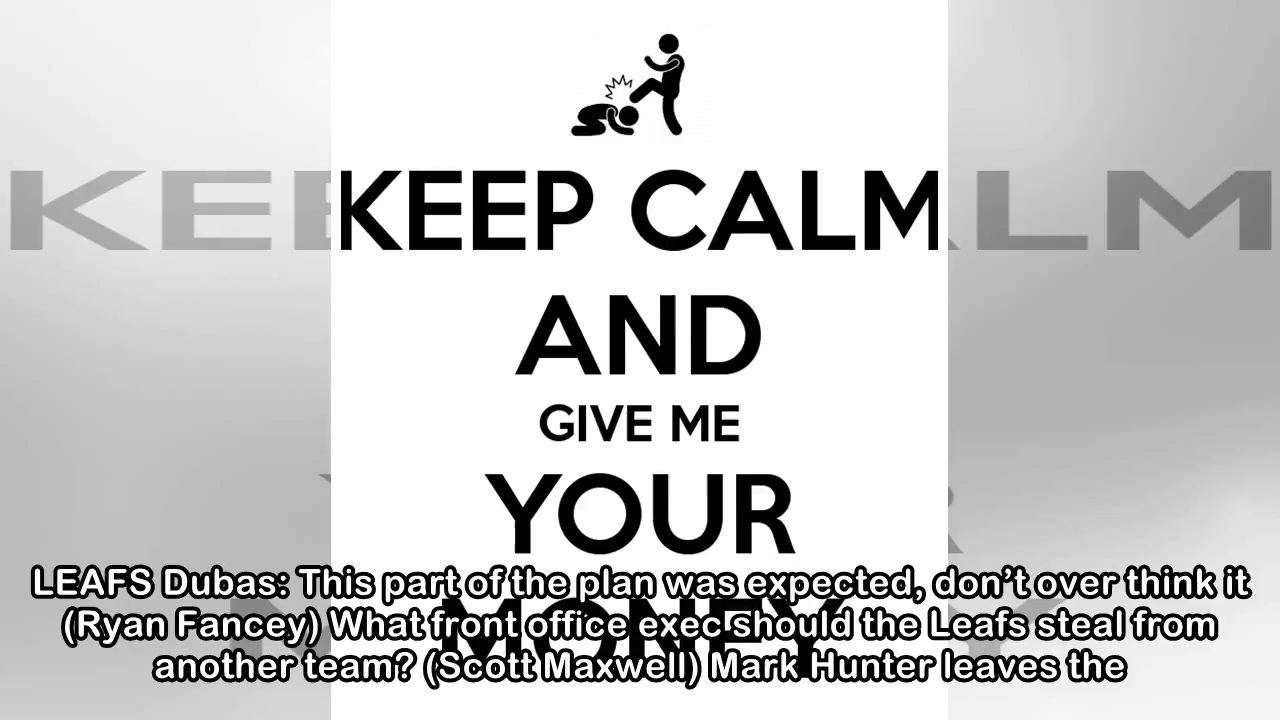 KEEP CALM
AND
GIVE ME
YOUR
MONEY
LEAFS Dubas: This part of the plan was expected, don’t over think it
(Ryan Fancey) What front office exec should the Leafs steal from
another team? (Scott Maxwell) Mark Hunter leaves the